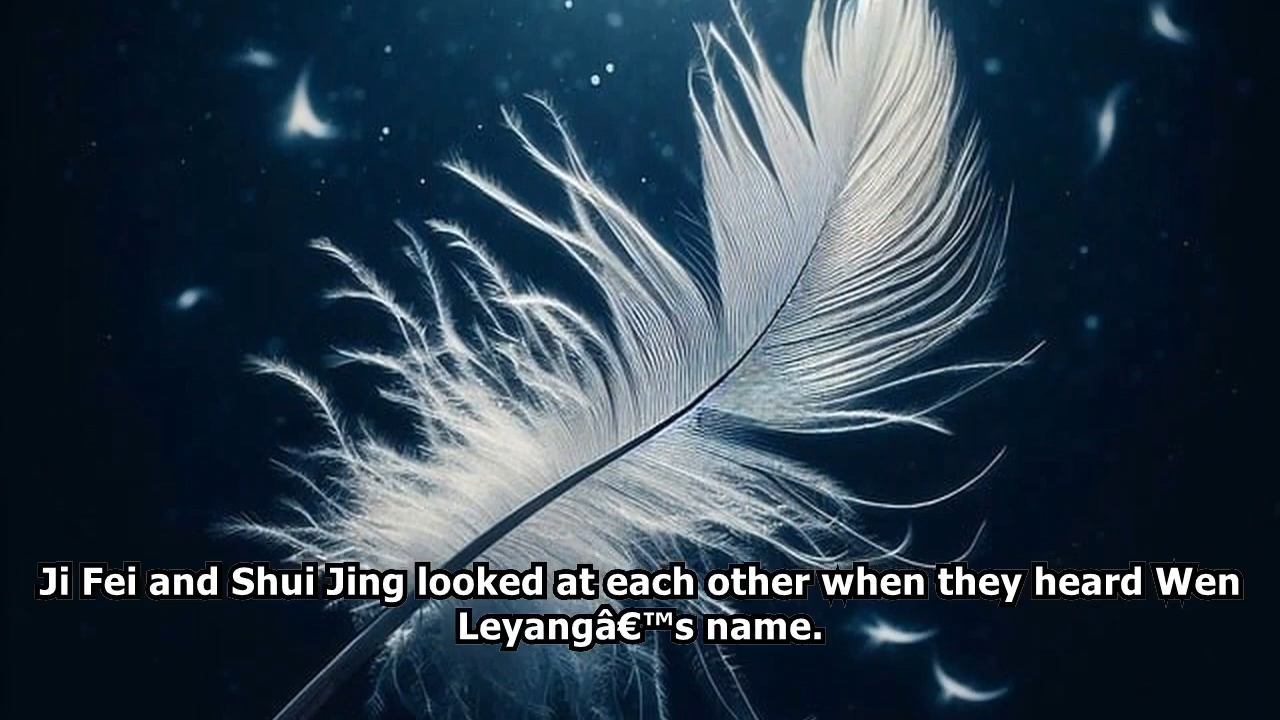 Ji Fei and Shui Jing looked at each other when they heard Wen
Leyangâ€™s name.